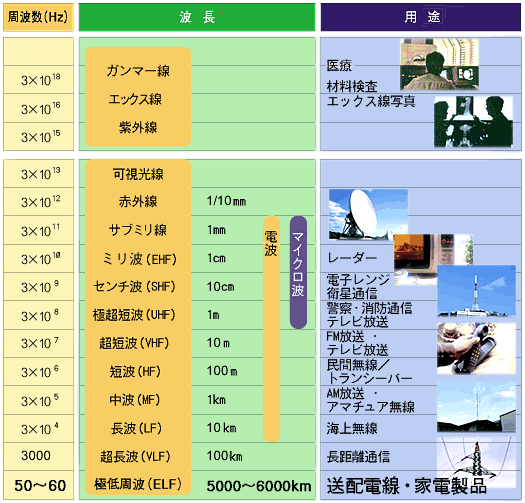 周波数(Hz) 波長 用途
ガンマー線 医療
3×10¹⁸ 材料検査
エックス線 エックス線写真
3×10¹⁶
紫外線
3×10¹⁵
3×10¹³ 可視光線
3×10¹² 赤外線 1/10mm
3×10¹¹ サブミリ線 1mm
電波 マイクロ波
3×10¹⁰ ミリ波(EHF) 1cm レーダー
電子レンジ
3×10⁹ センチ波(SHF) 10cm 衛星通信
警察・消防通信
3×10⁸ 極超短波(UHF) 1m テレビ放送
FM放送・
3×10⁷ 超短波(VHF) 10m テレビ放送
民間無線/
3×10⁶ 短波(HF) 100m トランシーバー
AM放送・
3×10⁵ 中波(MF) 1km アマチュア無線
3×10⁴ 長波(LF) 10km 海上無線
3000 超長波(VLF) 100km 長距離通信
50~60 極低周波(ELF) 5000~6000km 送配電線・家電製品